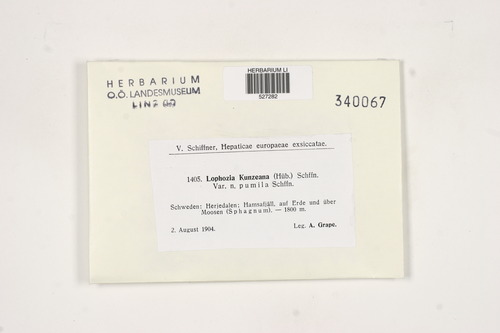 HERBARIUM LI
527282
HERBARIUM
O.Ö. LANDESMUSEUM
LINZ
340067
V. Schiffner, Hepaticae europaeae exsiccatae.
1405. Lophozia Kunzeana (Hüb.) Schffn.
Var. n. pumila Schffn.
Schweden: Herjedalen; Hamrafjäll, auf Erde und über
Moosen (Sphagnum). — 1800 m.
2. August 1904. Leg. A. Grape.